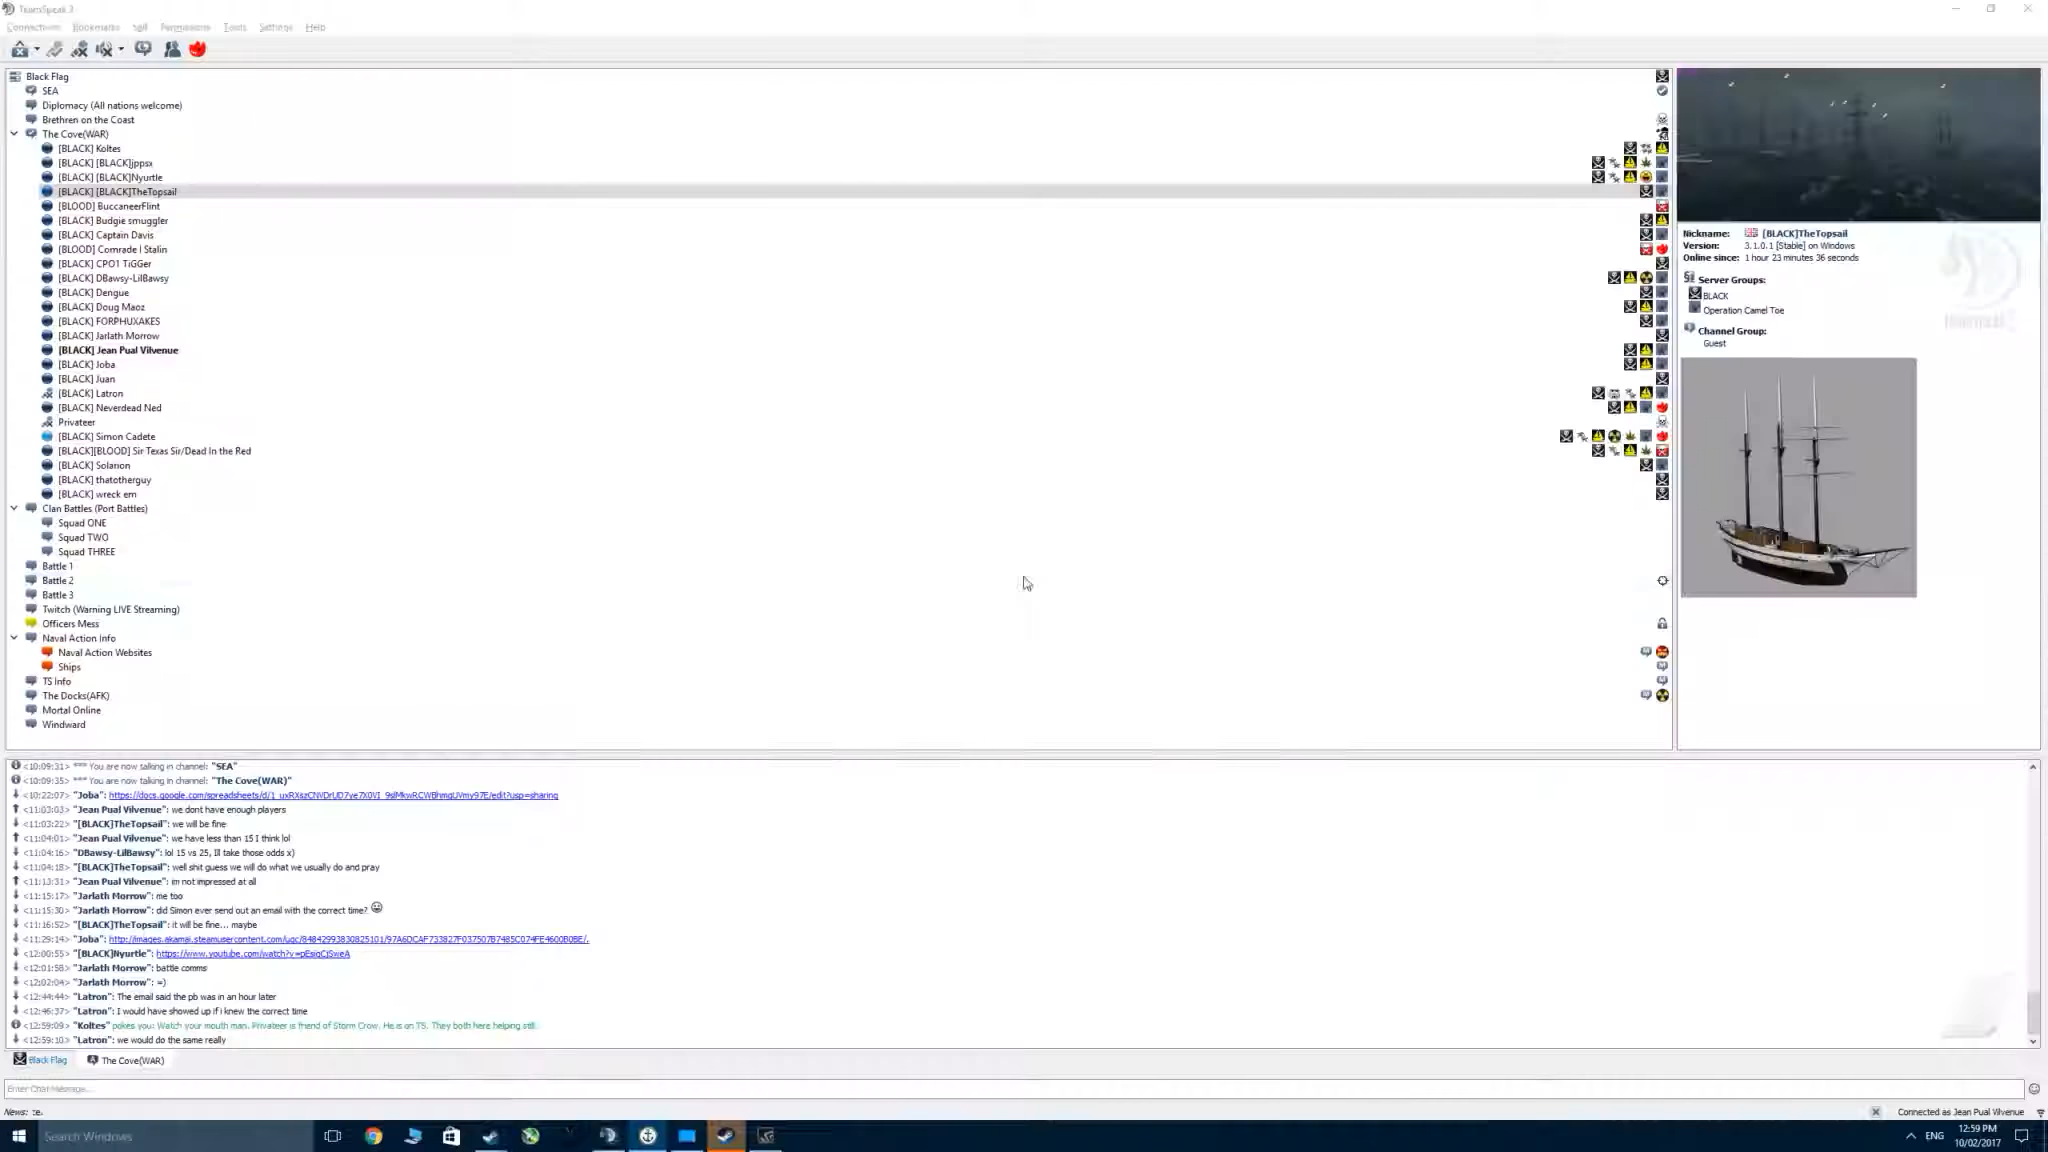 TeamSpeak 3
Connections Bookmarks Self Permissions Tools Settings Help
Black Flag
SEA
Diplomacy (All nations welcome)
Brethren on the Coast
The Cove(WAR)
[BLACK] Koltes
[BLACK] [BLACK]jppsx
[BLACK] [BLACK]Nyurtle
[BLACK] [BLACK]TheTopsail
[BLOOD] BuccaneerFlint
[BLACK] Budgie smuggler
[BLACK] Captain Davis
[BLOOD] Comrade I Stalin
[BLACK] CPO1 TiGGer
[BLACK] DBawsy-LilBawsy
[BLACK] Dengue
[BLACK] Doug Maoz
[BLACK] FORPHUXAKES
[BLACK] Jarlath Morrow
[BLACK] Jean Pual Vilvenue
[BLACK] Joba
[BLACK] Juan
[BLACK] Latron
[BLACK] Neverdead Ned
Privateer
[BLACK] Simon Cadete
[BLACK][BLOOD] Sir Texas Sir/Dead In the Red
[BLACK] Solarion
[BLACK] thatotherguy
[BLACK] wreck em
Clan Battles (Port Battles)
Squad ONE
Squad TWO
Squad THREE
Battle 1
Battle 2
Battle 3
Twitch (Warning LIVE Streaming)
Officers Mess
Naval Action Info
Naval Action Websites
Ships
TS Info
The Docks(AFK)
Mortal Online
Windward
Nickname: [BLACK]TheTopsail
Version: 3.1.0.1 [Stable] on Windows
Online since: 1 hour 23 minutes 36 seconds
Server Groups:
BLACK
Operation Camel Toe
Channel Group:
Guest
<10:09:31> *** You are now talking in channel: "SEA"
<10:09:35> *** You are now talking in channel: "The Cove(WAR)"
<10:22:07> "Joba":
<11:03:03> "Jean Pual Vilvenue": we dont have enough players
<11:03:22> "[BLACK]TheTopsail": we will be fine
<11:04:01> "Jean Pual Vilvenue": we have less than 15 I think lol
<11:04:16> "DBawsy-LilBawsy": lol 15 vs 25, Ill take those odds x)
<11:04:18> "[BLACK]TheTopsail": well shit guess we will do what we usually do and pray
<11:13:31> "Jean Pual Vilvenue": im not impressed at all
<11:15:17> "Jarlath Morrow": me too
<11:15:30> "Jarlath Morrow": did Simon ever send out an email with the correct time?
<11:16:52> "[BLACK]TheTopsail": it will be fine... maybe
<11:29:14> "Joba":
<12:00:55> "[BLACK]Nyurtle":
<12:01:58> "Jarlath Morrow": battle comms
<12:02:04> "Jarlath Morrow": =)
<12:44:44> "Latron": The email said the pb was in an hour later
<12:46:37> "Latron": I would have showed up if i knew the correct time
<12:59:09> "Koltes" pokes you: Watch your mouth man. Privateer is friend of Storm Crow. He is on TS. They both here helping still.
<12:59:10> "Latron": we would do the same really
Black Flag The Cove(WAR)
Enter Chat Message...
News: Connected as Jean Pual Vilvenue
Search Windows
ENG
12:59 PM
10/02/2017